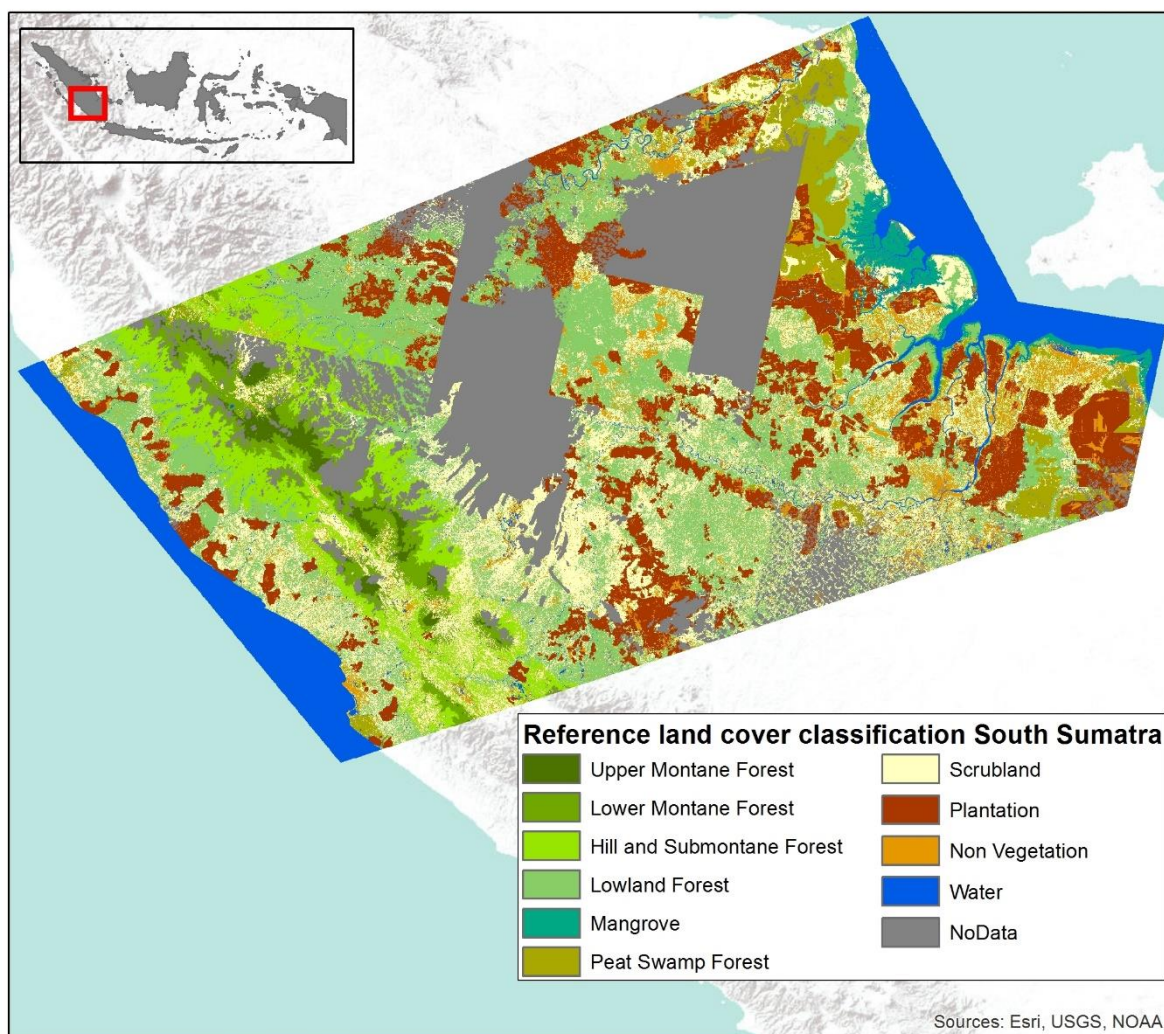 Reference land cover classification South Sumatra
Upper Montane Forest
Lower Montane Forest
Hill and Submontane Forest
Lowland Forest
Mangrove
Peat Swamp Forest
Scrubland
Plantation
Non Vegetation
Water
NoData
Sources: Esri, USGS, NOAA